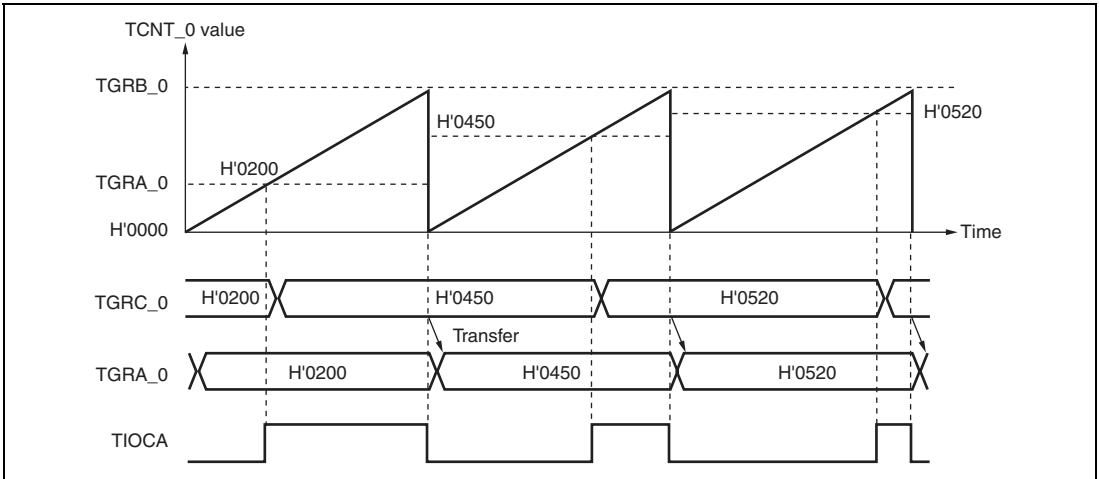 TCNT_0 value
TGRB_0
H'0520
H'0450
H'0200
TGRA_0
H'0000
Time
TGRC_0
H'0200
H'0450
H'0520
Transfer
TGRA_0
H'0200
H'0450
H'0520
TIOCA